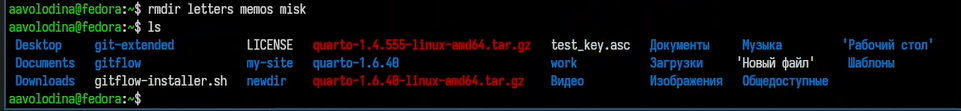 aavolodina@fedora:~$ rmdir letters memos misk
aavolodina@fedora:~$ ls
Desktop git-extended LICENSE quarto-1.4.555-linux-amd64.tar.gz test_key.asc Документы Музыка 'Рабочий стол'
Documents gitflow my-site quarto-1.6.40 work Загрузки 'Новый файл' Шаблоны
Downloads gitflow-installer.sh newdir quarto-1.6.40-linux-amd64.tar.gz Видео Изображения Общедоступные
aavolodina@fedora:~$